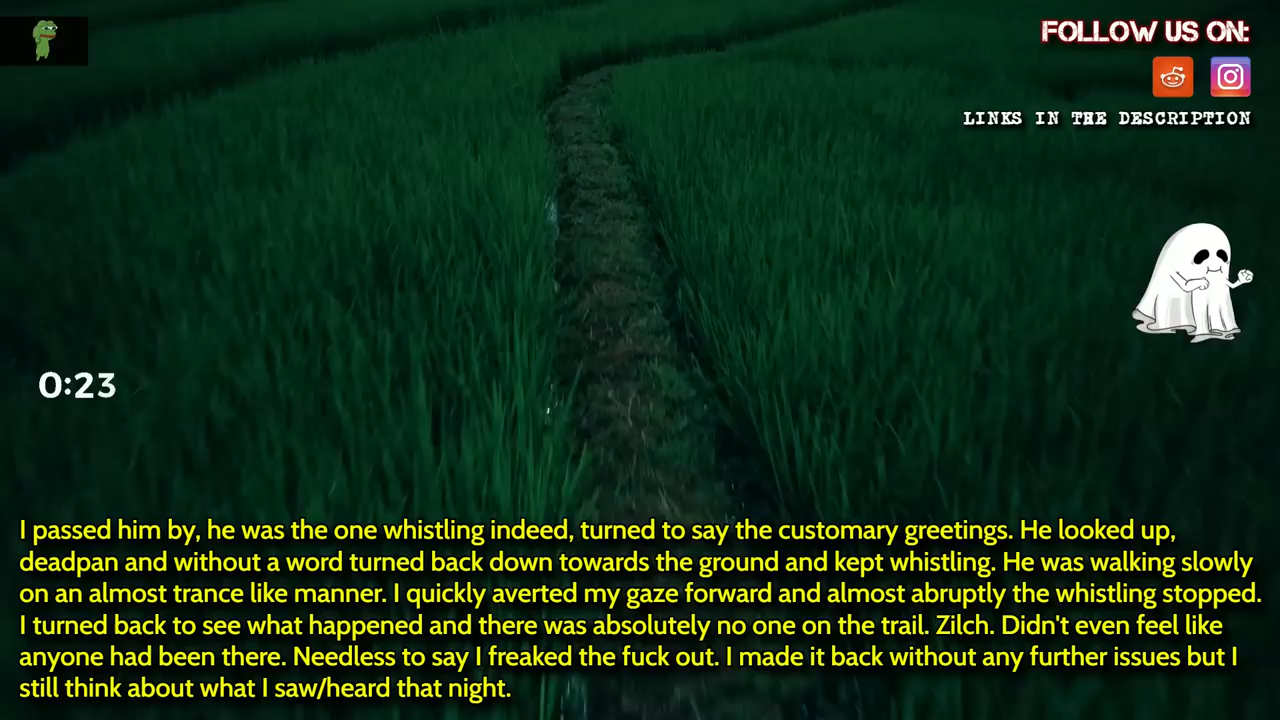 FOLLOW US ON:
LINKS IN THE DESCRIPTION
0:23
I passed him by, he was the one whistling indeed, turned to say the customary greetings. He looked up,
deadpan and without a word turned back down towards the ground and kept whistling. He was walking slowly
on an almost trance like manner. I quickly averted my gaze forward and almost abruptly the whistling stopped.
I turned back to see what happened and there was absolutely no one on the trail. Zilch. Didn't even feel like
anyone had been there. Needless to say I freaked the fuck out. I made it back without any further issues but I
still think about what I saw/heard that night.